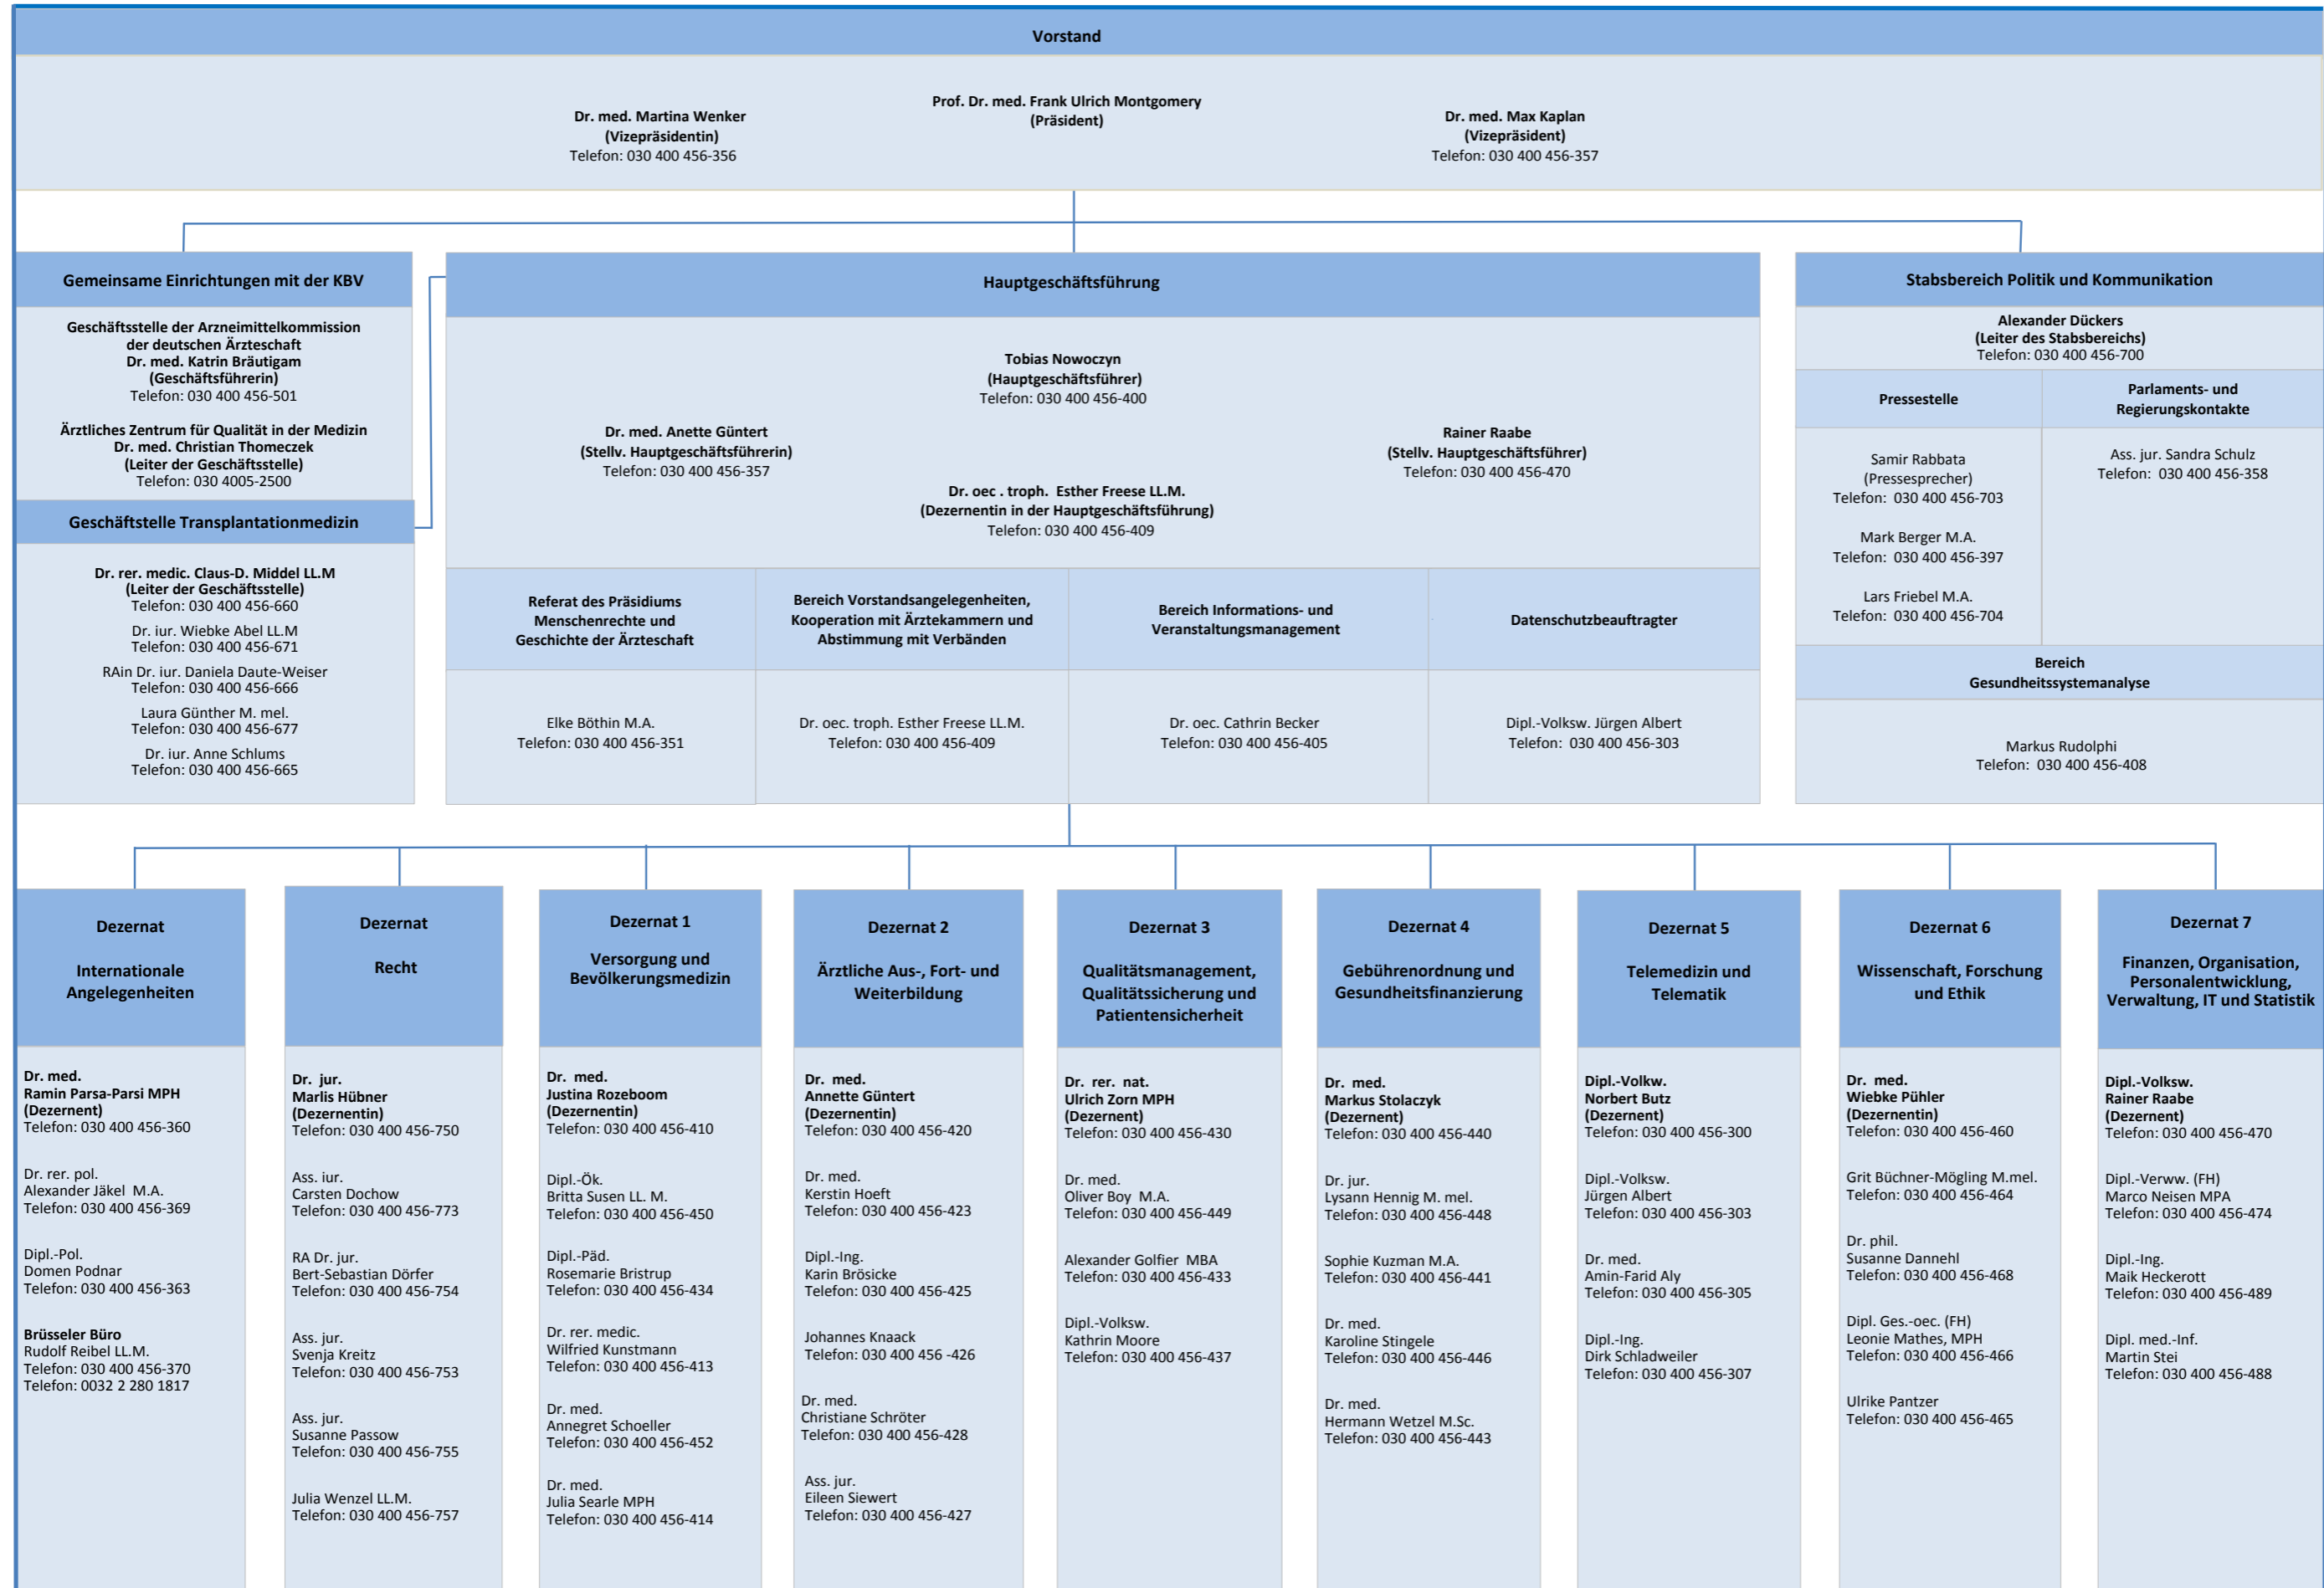 Vorstand
Prof. Dr. med. Frank Ulrich Montgomery
(Präsident)
Dr. med. Martina Wenker
(Vizepräsidentin)
Telefon: 030 400 456-356
Dr. med. Max Kaplan
(Vizepräsident)
Telefon: 030 400 456-357
Gemeinsame Einrichtungen mit der KBV
Geschäftsstelle der Arzneimittelkommission
der deutschen Ärzteschaft
Dr. med. Katrin Bräutigam
(Geschäftsführerin)
Telefon: 030 400 456-501
Ärztliches Zentrum für Qualität in der Medizin
Dr. med. Christian Thomeczek
(Leiter der Geschäftsstelle)
Telefon: 030 4005-2500
Geschäftstelle Transplantationmedizin
Dr. rer. medic. Claus-D. Middel LL.M
(Leiter der Geschäftsstelle)
Telefon: 030 400 456-660
Dr. iur. Wiebke Abel LL.M
Telefon: 030 400 456-671
RAin Dr. iur. Daniela Daute-Weiser
Telefon: 030 400 456-666
Laura Günther M. mel.
Telefon: 030 400 456-677
Dr. iur. Anne Schlums
Telefon: 030 400 456-665
Hauptgeschäftsführung
Tobias Nowoczyn
(Hauptgeschäftsführer)
Telefon: 030 400 456-400
Dr. med. Anette Güntert
(Stellv. Hauptgeschäftsführerin)
Telefon: 030 400 456-357
Rainer Raabe
(Stellv. Hauptgeschäftsführer)
Telefon: 030 400 456-470
Dr. oec . troph. Esther Freese LL.M.
(Dezernentin in der Hauptgeschäftsführung)
Telefon: 030 400 456-409
Referat des Präsidiums
Menschenrechte und
Geschichte der Ärzteschaft
Elke Böthin M.A.
Telefon: 030 400 456-351
Bereich Vorstandsangelegenheiten,
Kooperation mit Ärztekammern und
Abstimmung mit Verbänden
Dr. oec. troph. Esther Freese LL.M.
Telefon: 030 400 456-409
Bereich Informations- und
Veranstaltungsmanagement
Dr. oec. Cathrin Becker
Telefon: 030 400 456-405
Datenschutzbeauftragter
Dipl.-Volksw. Jürgen Albert
Telefon: 030 400 456-303
Stabsbereich Politik und Kommunikation
Alexander Dückers
(Leiter des Stabsbereichs)
Telefon: 030 400 456-700
Pressestelle
Samir Rabbata
(Pressesprecher)
Telefon: 030 400 456-703
Mark Berger M.A.
Telefon: 030 400 456-397
Lars Friebel M.A.
Telefon: 030 400 456-704
Parlaments- und
Regierungskontakte
Ass. jur. Sandra Schulz
Telefon: 030 400 456-358
Bereich
Gesundheitssystemanalyse
Markus Rudolphi
Telefon: 030 400 456-408
Dezernat
Internationale
Angelegenheiten
Dr. med.
Ramin Parsa-Parsi MPH
(Dezernent)
Telefon: 030 400 456-360
Dr. rer. pol.
Alexander Jäkel M.A.
Telefon: 030 400 456-369
Dipl.-Pol.
Domen Podnar
Telefon: 030 400 456-363
Brüsseler Büro
Rudolf Reibel LL.M.
Telefon: 030 400 456-370
Telefon: 0032 2 280 1817
Dezernat
Recht
Dr. jur.
Marlis Hübner
(Dezernentin)
Telefon: 030 400 456-750
Ass. iur.
Carsten Dochow
Telefon: 030 400 456-773
RA Dr. jur.
Bert-Sebastian Dörfer
Telefon: 030 400 456-754
Ass. jur.
Svenja Kreitz
Telefon: 030 400 456-753
Ass. jur.
Susanne Passow
Telefon: 030 400 456-755
Julia Wenzel LL.M.
Telefon: 030 400 456-757
Dezernat 1
Versorgung und
Bevölkerungsmedizin
Dr. med.
Justina Rozeboom
(Dezernentin)
Telefon: 030 400 456-410
Dipl.-Ök.
Britta Susen LL. M.
Telefon: 030 400 456-450
Dipl.-Päd.
Rosemarie Bristrup
Telefon: 030 400 456-434
Dr. rer. medic.
Wilfried Kunstmann
Telefon: 030 400 456-413
Dr. med.
Annegret Schoeller
Telefon: 030 400 456-452
Dr. med.
Julia Searle MPH
Telefon: 030 400 456-414
Dezernat 2
Ärztliche Aus-, Fort- und
Weiterbildung
Dr. med.
Annette Güntert
(Dezernentin)
Telefon: 030 400 456-420
Dr. med.
Kerstin Hoeft
Telefon: 030 400 456-423
Dipl.-Ing.
Karin Brösicke
Telefon: 030 400 456-425
Johannes Knaack
Telefon: 030 400 456 -426
Dr. med.
Christiane Schröter
Telefon: 030 400 456-428
Ass. jur.
Eileen Siewert
Telefon: 030 400 456-427
Dezernat 3
Qualitätsmanagement,
Qualitätssicherung und
Patientensicherheit
Dr. rer. nat.
Ulrich Zorn MPH
(Dezernent)
Telefon: 030 400 456-430
Dr. med.
Oliver Boy M.A.
Telefon: 030 400 456-449
Alexander Golfier MBA
Telefon: 030 400 456-433
Dipl.-Volksw.
Kathrin Moore
Telefon: 030 400 456-437
Dezernat 4
Gebührenordnung und
Gesundheitsfinanzierung
Dr. med.
Markus Stolaczyk
(Dezernent)
Telefon: 030 400 456-440
Dr. jur.
Lysann Hennig M. mel.
Telefon: 030 400 456-448
Sophie Kuzman M.A.
Telefon: 030 400 456-441
Dr. med.
Karoline Stingele
Telefon: 030 400 456-446
Dr. med.
Hermann Wetzel M.Sc.
Telefon: 030 400 456-443
Dezernat 5
Telemedizin und
Telematik
Dipl.-Volkw.
Norbert Butz
(Dezernent)
Telefon: 030 400 456-300
Dipl.-Volksw.
Jürgen Albert
Telefon: 030 400 456-303
Dr. med.
Amin-Farid Aly
Telefon: 030 400 456-305
Dipl.-Ing.
Dirk Schladweiler
Telefon: 030 400 456-307
Dezernat 6
Wissenschaft, Forschung
und Ethik
Dr. med.
Wiebke Pühler
(Dezernentin)
Telefon: 030 400 456-460
Grit Büchner-Mögling M.mel.
Telefon: 030 400 456-464
Dr. phil.
Susanne Dannehl
Telefon: 030 400 456-468
Dipl. Ges.-oec. (FH)
Leonie Mathes, MPH
Telefon: 030 400 456-466
Ulrike Pantzer
Telefon: 030 400 456-465
Dezernat 7
Finanzen, Organisation,
Personalentwicklung,
Verwaltung, IT und Statistik
Dipl.-Volksw.
Rainer Raabe
(Dezernent)
Telefon: 030 400 456-470
Dipl.-Verww. (FH)
Marco Neisen MPA
Telefon: 030 400 456-474
Dipl.-Ing.
Maik Heckerott
Telefon: 030 400 456-489
Dipl. med.-Inf.
Martin Stei
Telefon: 030 400 456-488